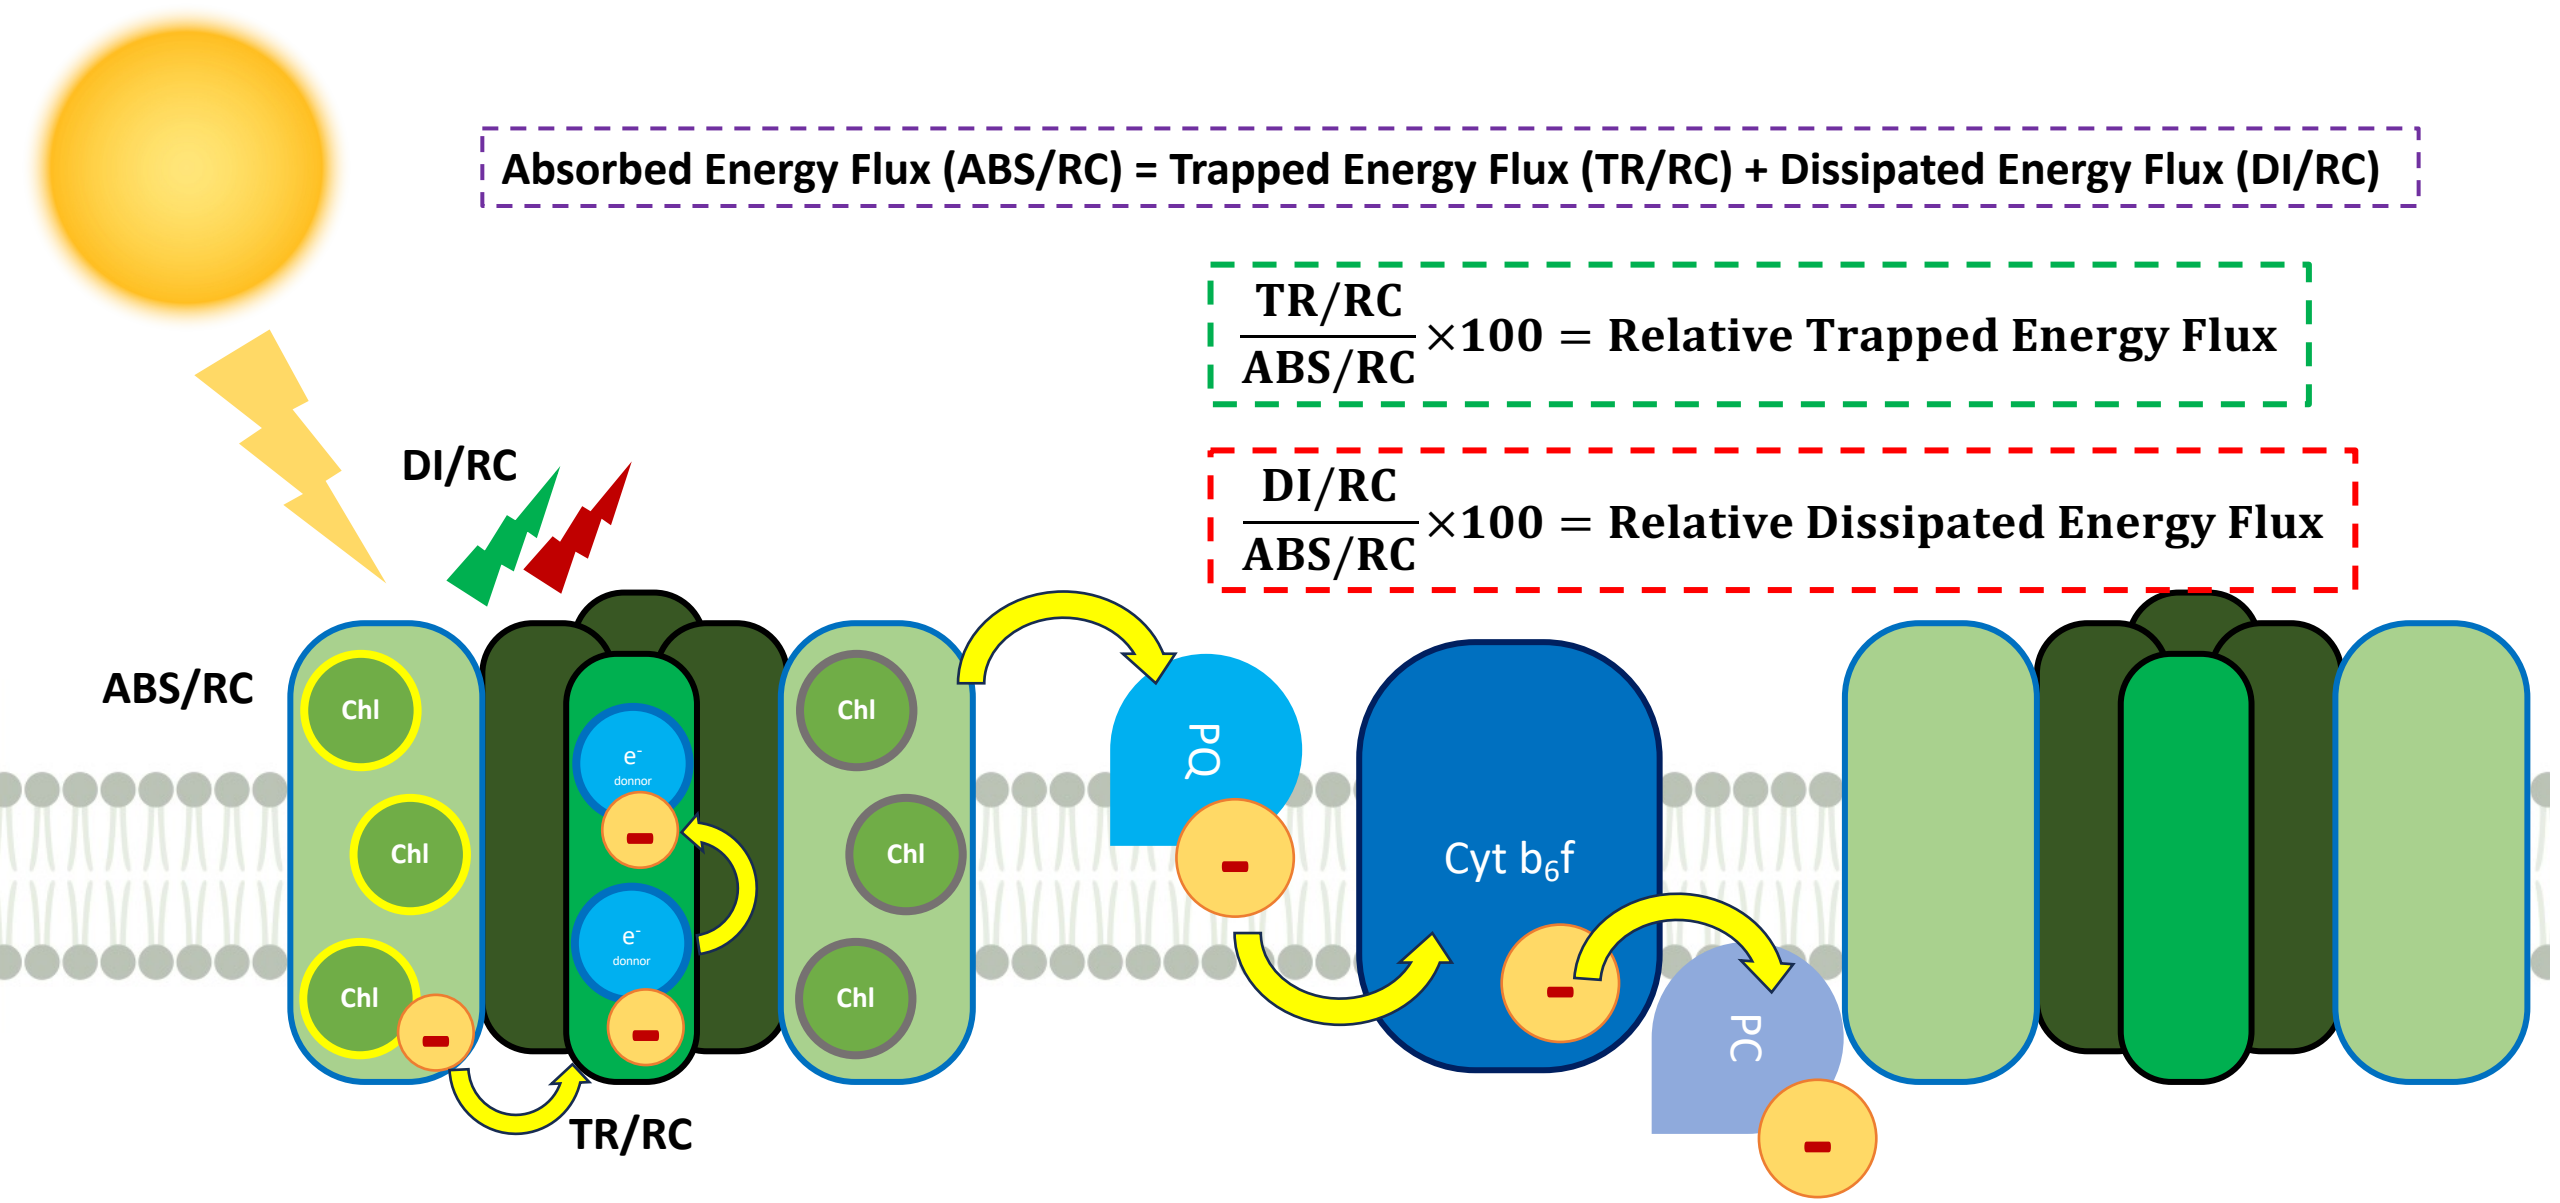 Absorbed Energy Flux (ABS/RC) = Trapped Energy Flux (TR/RC) + Dissipated Energy Flux (DI/RC)
TR/RC
ABS/RC
×100 = Relative Trapped Energy Flux
DI/RC
ABS/RC
×100 = Relative Dissipated Energy Flux
DI/RC
ABS/RC
Chl
Chl
Chl
-
e-
donnor
-
e-
donnor
-
TR/RC
Chl
Chl
Chl
PQ
-
Cyt b6f
-
PC
-